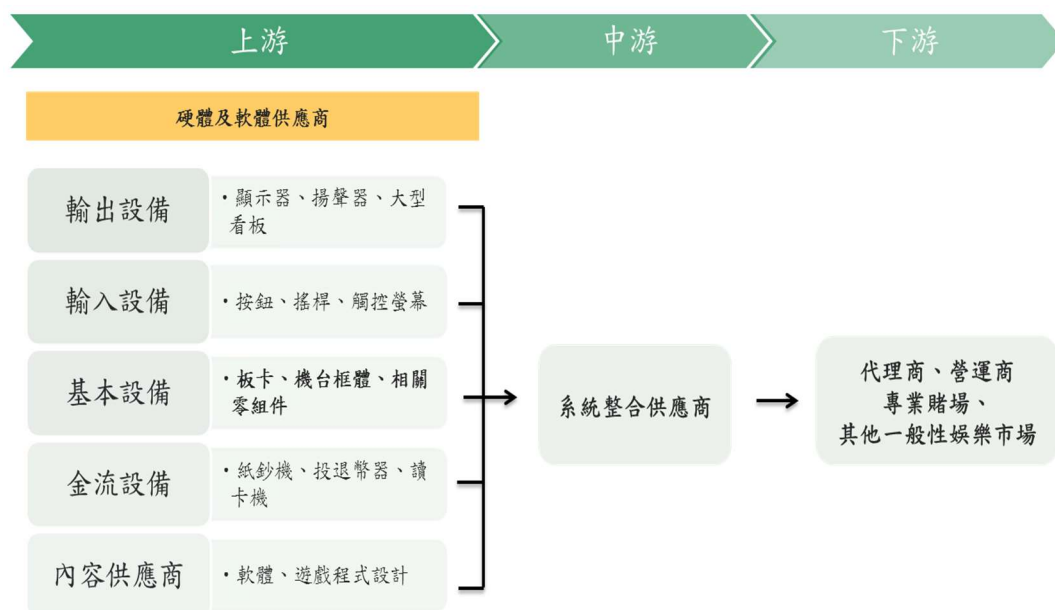 上游
中游
下游
硬體及軟體供應商
輸出設備
・顯示器、揚聲器、大型
看板
輸入設備
・按鈕、搖桿、觸控螢幕
基本設備
・板卡、機台框體、相關
零組件
金流設備
・紙鈔機、投退幣器、讀
卡機
內容供應商
・軟體、遊戲程式設計
系統整合供應商
代理商、營運商
專業賭場、
其他一般性娛樂市場